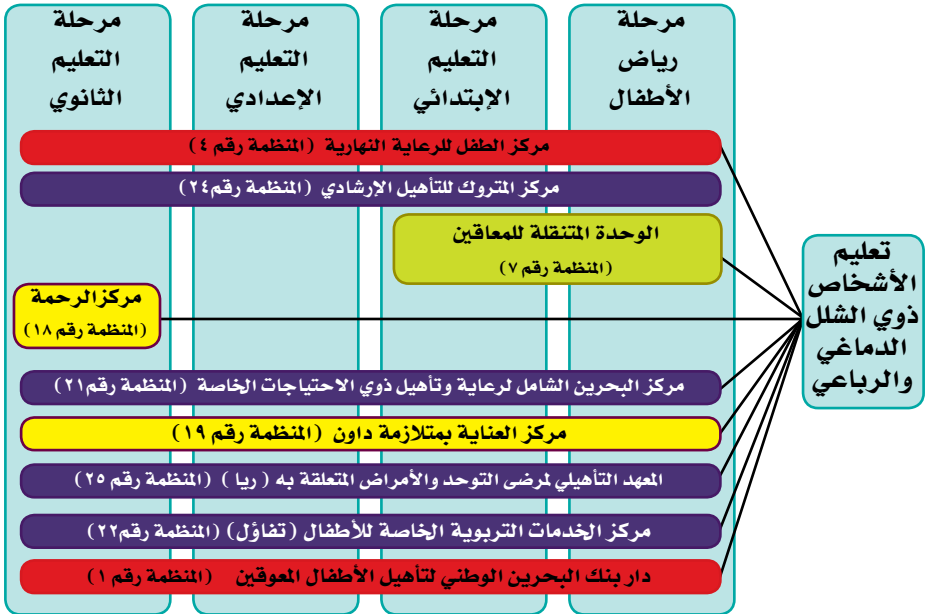 مرحلة
رياض
الأطفال
مرحلة
التعليم
الإبتدائي
مرحلة
التعليم
الإعدادي
مرحلة
التعليم
الثانوي
مركز الطفل للرعاية النهارية (المنظمة رقم ٤)
مركز المتروك للتأهيل الإرشادي (المنظمة رقم٢٤)
الوحدة المتنقلة للمعاقين
(المنظمة رقم ٧)
تعليم
الأشخاص
ذوي الشلل
الدماغي
والرباعي
مركزالرحمة
(المنظمة رقم ١٨)
مركز البحرين الشامل لرعاية وتأهيل ذوي الاحتياجات الخاصة (المنظمة رقم٢١)
مركز العناية بمتلازمة داون (المنظمة رقم ١٩)
المعهد التأهيلي لمرضى التوحد والأمراض المتعلقة به ( ريا ) (المنظمة رقم ٢٥)
مركز الخدمات التربوية الخاصة للأطفال (تفاؤل) (المنظمة رقم٢٢)
دار بنك البحرين الوطني لتأهيل الأطفال المعوقين (المنظمة رقم ١)